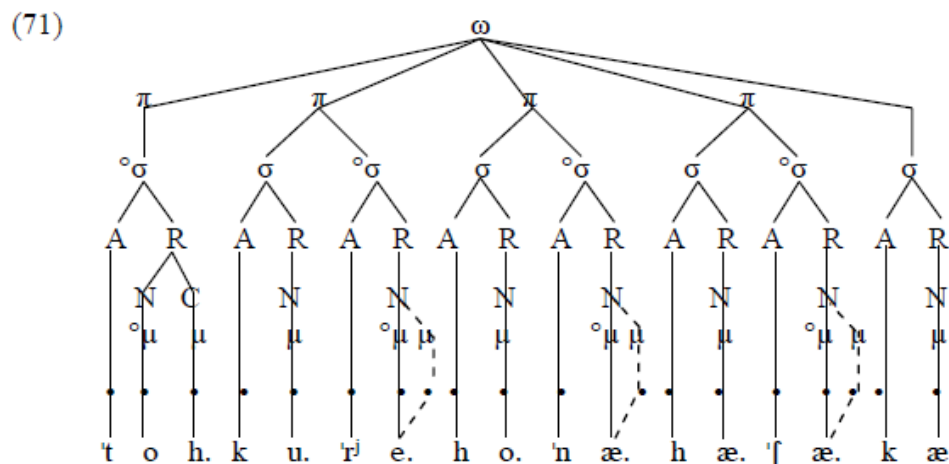 (71)
ω
π π π π
°σ σ °σ σ °σ σ °σ σ
A R A R A R A R A R A R A R A R
N C N N N N N N N
°μ μ μ °μ μ μ °μ μ μ °μ μ μ
ˈt o h. k u. ˈrʲ e. h o. ˈn æ. h æ. ˈʃ æ. k æ